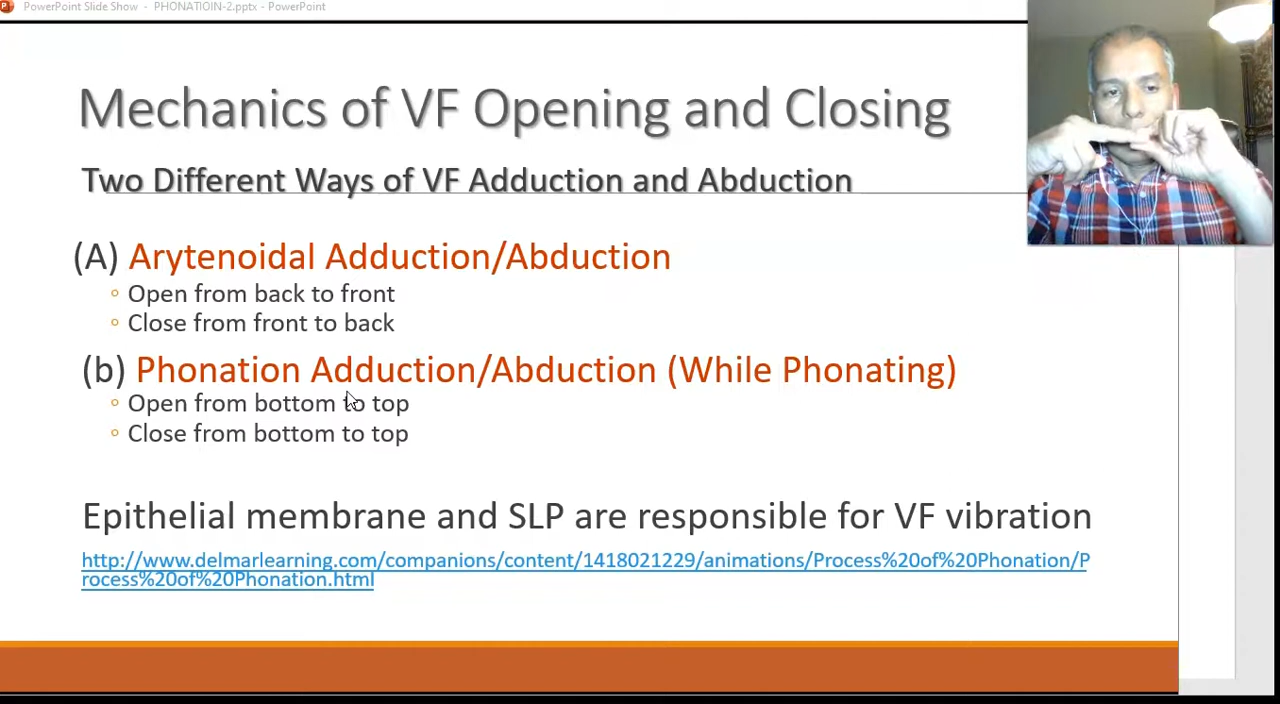 PowerPoint Slide Show - PHONATIOIN-2.pptx - PowerPoint
Mechanics of VF Opening and Closing
Two Different Ways of VF Adduction and Abduction
(A) Arytenoidal Adduction/Abduction
◦ Open from back to front
◦ Close from front to back
(b) Phonation Adduction/Abduction (While Phonating)
◦ Open from bottom to top
◦ Close from bottom to top
Epithelial membrane and SLP are responsible for VF vibration
http://www.delmarlearning.com/companions/content/1418021229/animations/Process%20of%20Phonation/P
rocess%20of%20Phonation.html